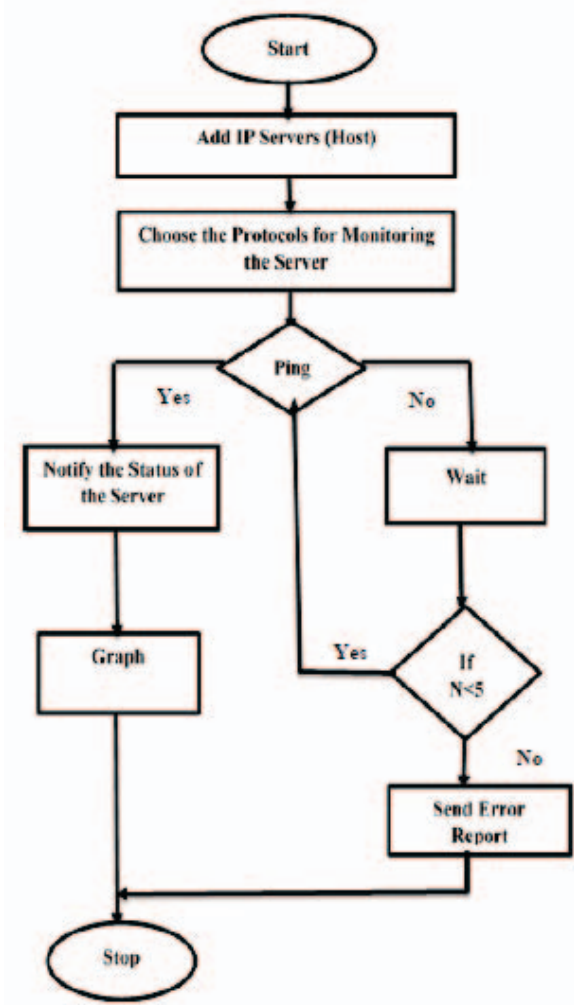 Start
Add IP Servers (Host)
Choose the Protocols for Monitoring
the Server
Ping
Yes
No
Notify the Status of
the Server
Wait
Graph
Yes
If
N<5
No
Send Error
Report
Stop